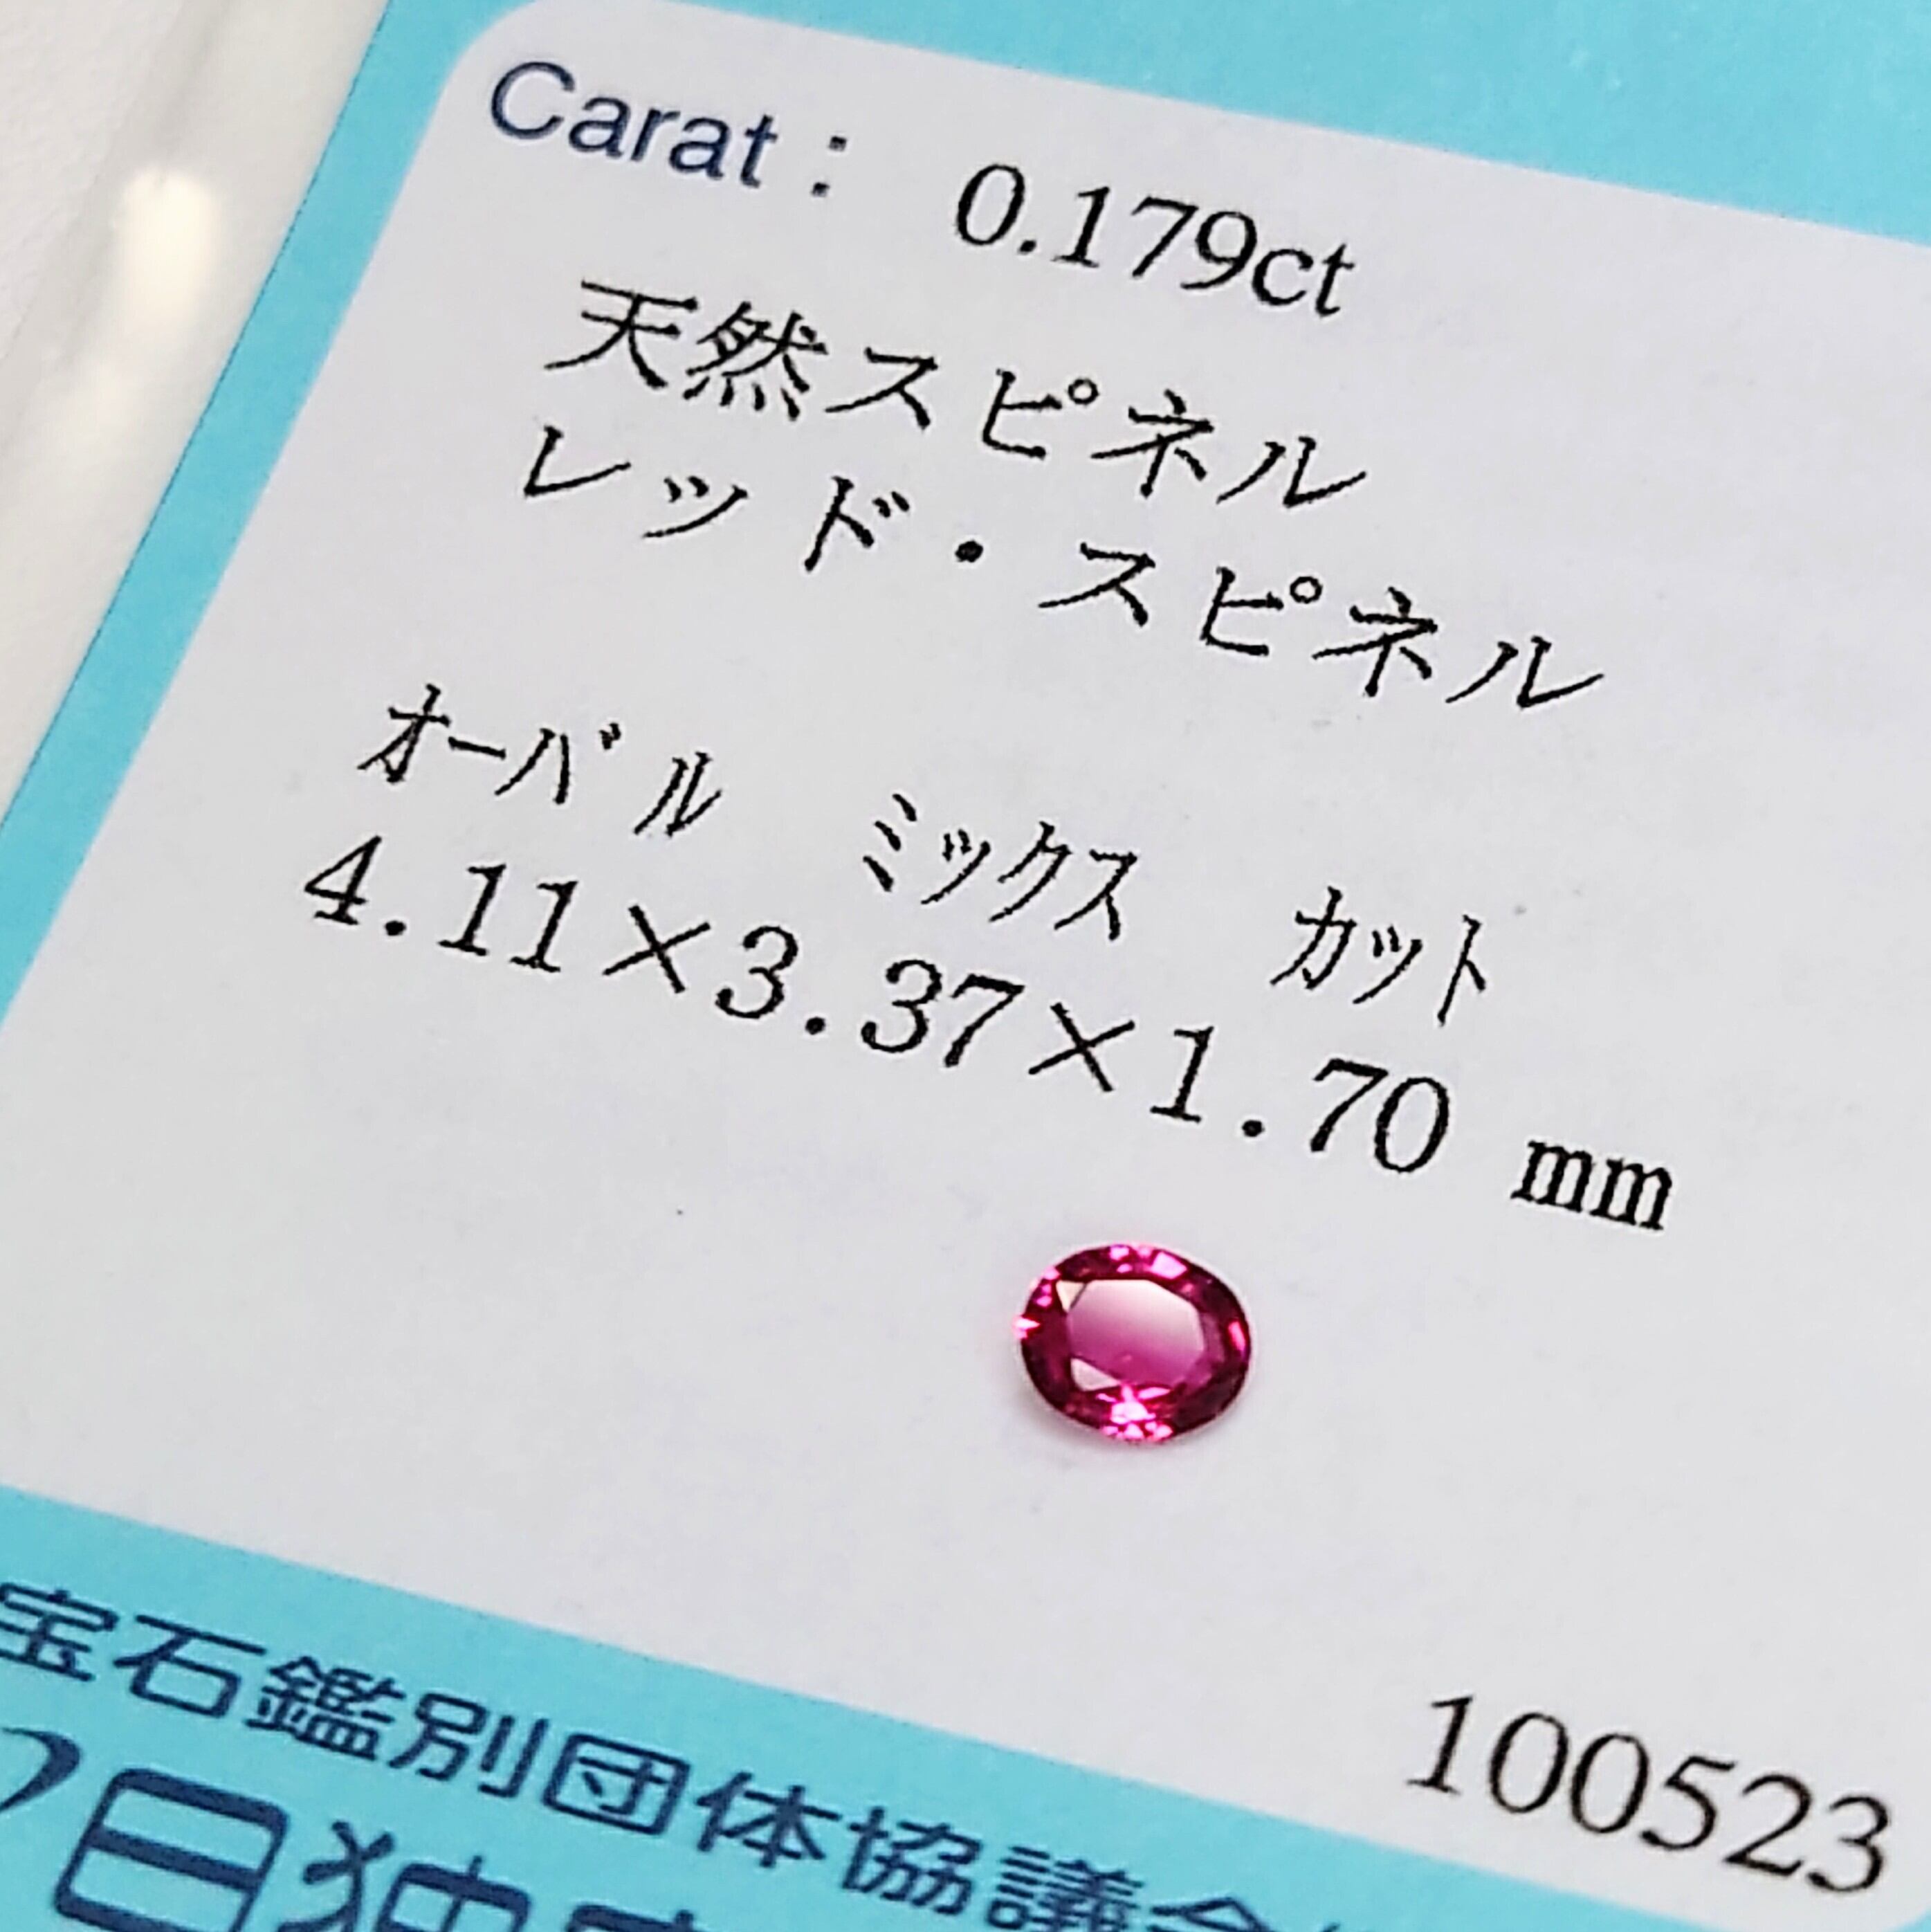 Carat : 0.179ct
天然スピネル
レッド・スピネル
ｵｰﾊﾞﾙ ﾐｯｸｽ ｶｯﾄ
4.11×3.37×1.70 mm
100523
宝石鑑別団体協議会
日独